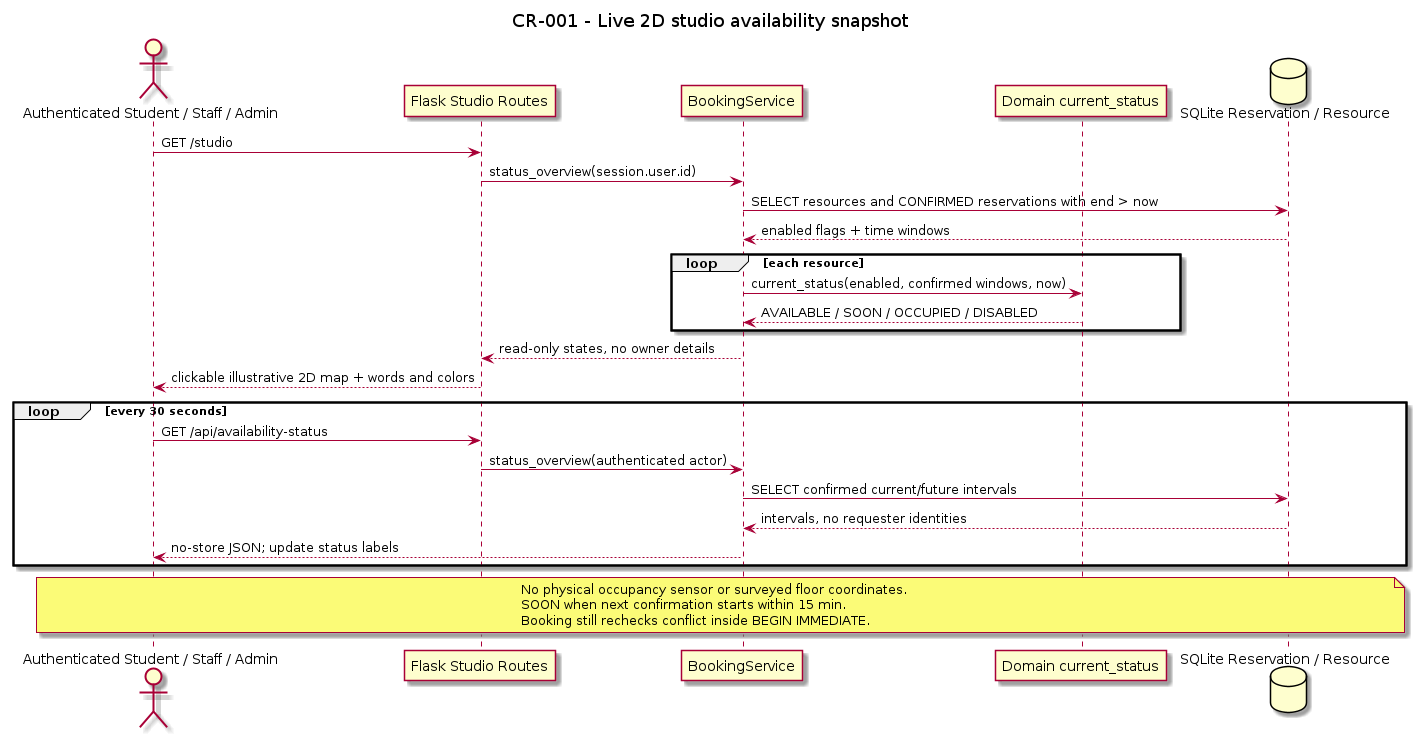 CR-001 - Live 2D studio availability snapshot
Authenticated Student / Staff / Admin
Flask Studio Routes
BookingService
Domain current_status
SQLite Reservation / Resource
GET /studio
status_overview(session.user.id)
SELECT resources and CONFIRMED reservations with end > now
enabled flags + time windows
loop [each resource]
current_status(enabled, confirmed windows, now)
AVAILABLE / SOON / OCCUPIED / DISABLED
read-only states, no owner details
clickable illustrative 2D map + words and colors
loop [every 30 seconds]
GET /api/availability-status
status_overview(authenticated actor)
SELECT confirmed current/future intervals
intervals, no requester identities
no-store JSON; update status labels
No physical occupancy sensor or surveyed floor coordinates.
SOON when next confirmation starts within 15 min.
Booking still rechecks conflict inside BEGIN IMMEDIATE.
Authenticated Student / Staff / Admin
Flask Studio Routes
BookingService
Domain current_status
SQLite Reservation / Resource